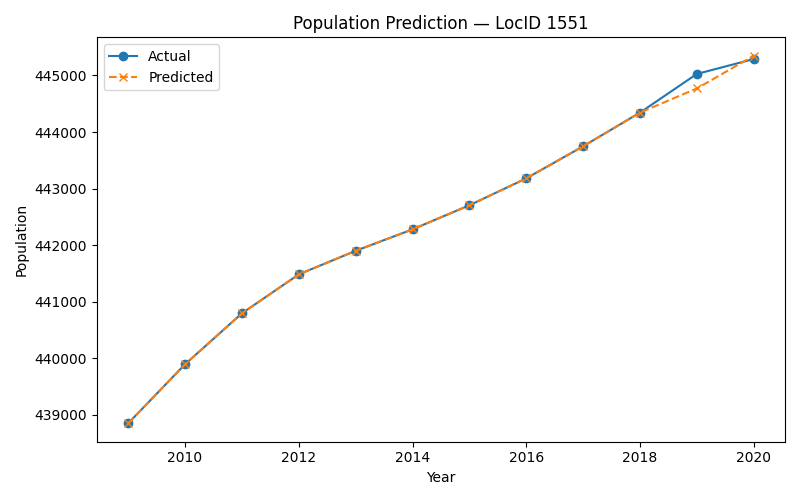 Population Prediction — LocID 1551
Actual
Predicted
445000
444000
443000
442000
441000
440000
439000
Population
2010 2012 2014 2016 2018 2020
Year